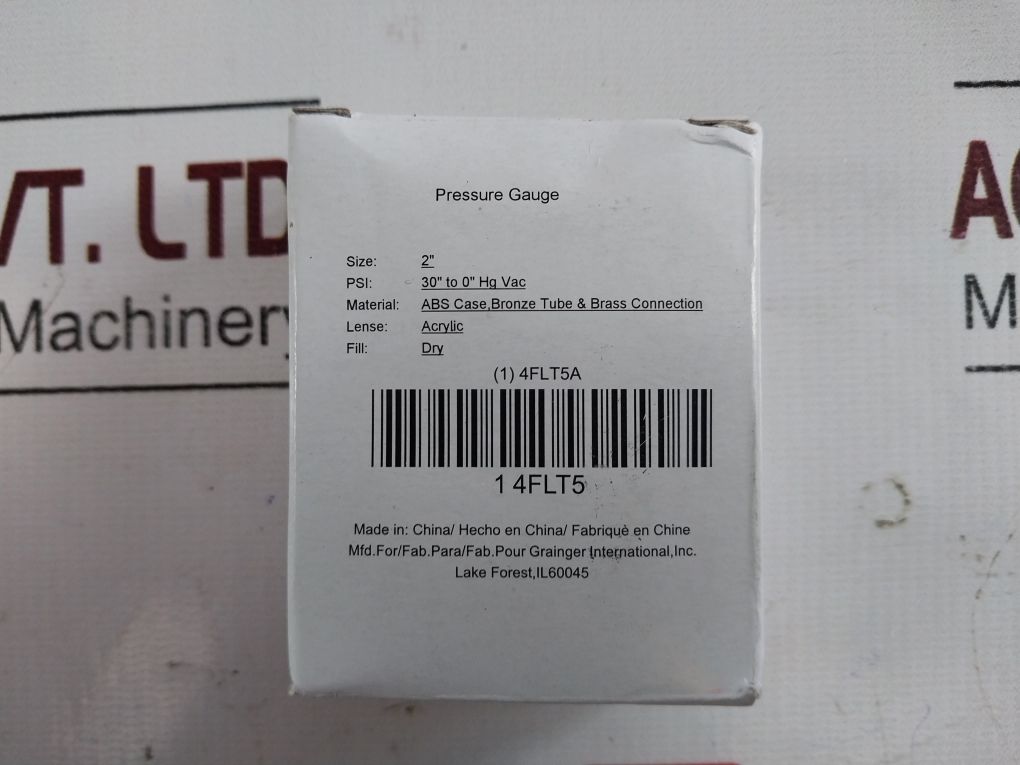 VT. LTD
Machinery
Pressure Gauge
Size: 2"
PSI: 30" to 0" Hg Vac
Material: ABS Case,Bronze Tube & Brass Connection
Lense: Acrylic
Fill: Dry
(1) 4FLT5A
1 4FLT5
Made in: China/ Hecho en China/ Fabriquè en Chine
Mfd.For/Fab.Para/Fab.Pour Grainger International,Inc.
Lake Forest,IL60045